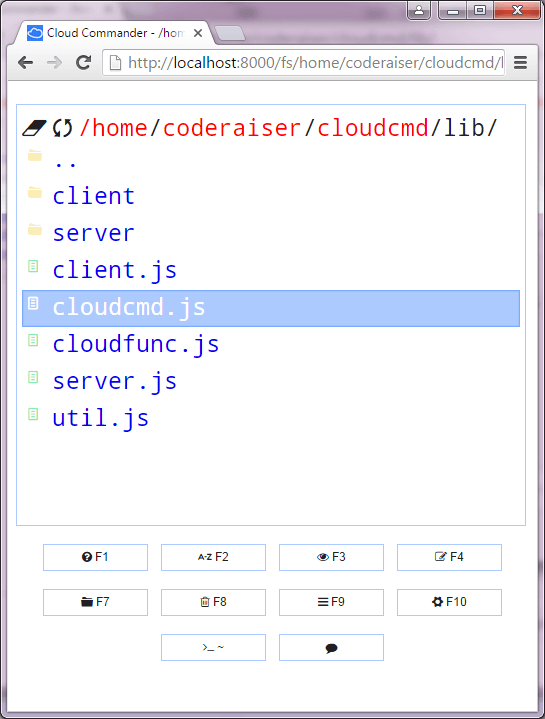 Cloud Commander - /hom
http://localhost:8000/fs/home/coderaiser/cloudcmd/l
/home/coderaiser/cloudcmd/lib/
..
client
server
client.js
cloudcmd.js
cloudfunc.js
server.js
util.js
F1 A-Z F2 F3 F4
F7 F8 F9 F10
>_ ~